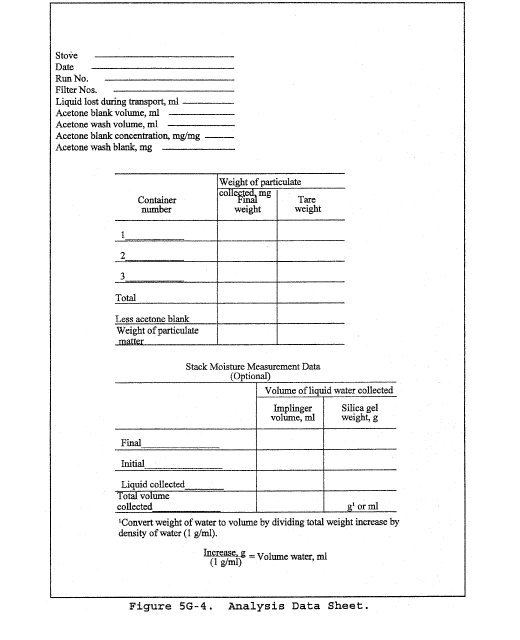 Stove
Date
Run No.
Filter Nos.
Liquid lost during transport, ml
Acetone blank volume, ml
Acetone wash volume, ml
Acetone blank concentration, mg/mg
Acetone wash blank, mg
Container number
Weight of particulate collected, mg
Final weight
Tare weight
1
2
3
Total
Less acetone blank
Weight of particulate matter
Stack Moisture Measurement Data
(Optional)
Volume of liquid water collected
Implinger volume, ml
Silica gel weight, g
Final
Initial
Liquid collected
Total volume collected
g¹ or ml
¹Convert weight of water to volume by dividing total weight increase by
density of water (1 g/ml).
Increase, g
(1 g/ml) = Volume water, ml
Figure 5G-4. Analysis Data Sheet.